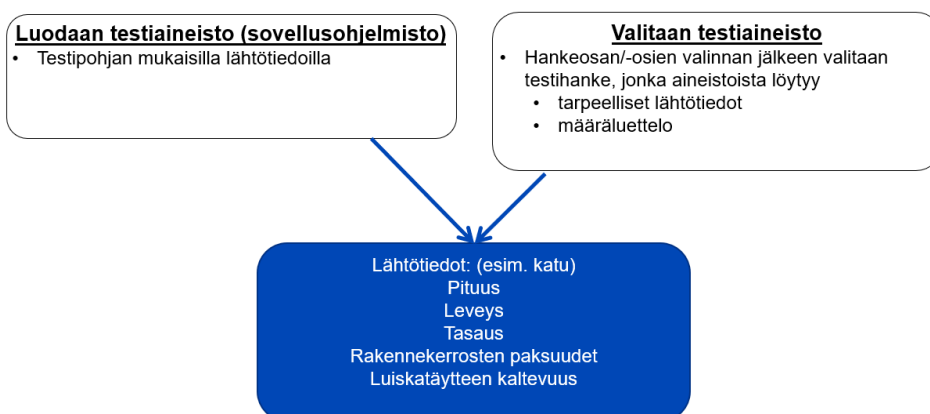 Luodaan testiaineisto (sovellusohjelmisto)
• Testipohjan mukaisilla lähtötiedoilla
Valitaan testiaineisto
• Hankeosan/-osien valinnan jälkeen valitaan
testihanke, jonka aineistoista löytyy
• tarpeelliset lähtötiedot
• määräluettelo
Lähtötiedot: (esim. katu)
Pituus
Leveys
Tasaus
Rakennekerrosten paksuudet
Luiskatäytteen kaltevuus